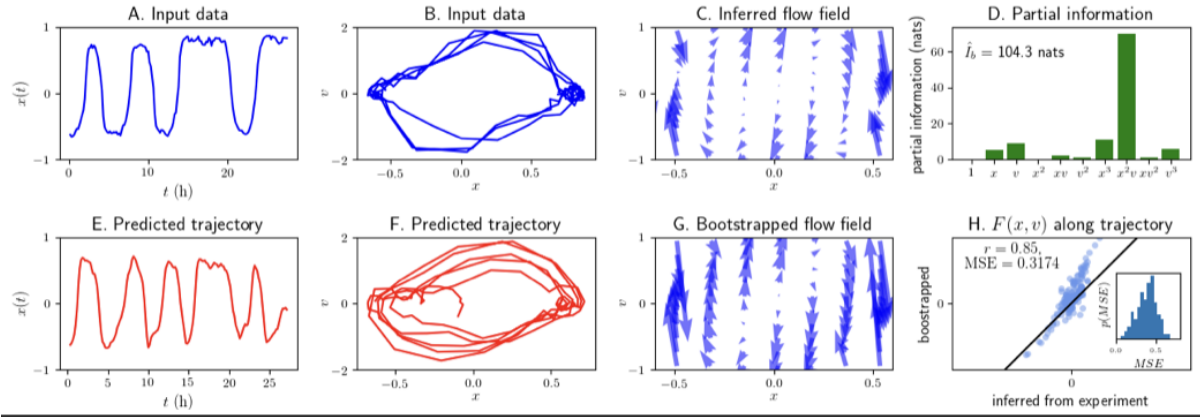 A. Input data
B. Input data
C. Inferred flow field
D. Partial information
x(t)
1
0
−1
0
10
20
t (h)
v
2
0
−2
−0.5
0.0
0.5
x
v
1
0
−1
−0.5
0.0
0.5
x
partial information (nats)
60
40
20
0
Î_b = 104.3 nats
1 x v x² xv v² x³ x²v xv² v³
E. Predicted trajectory
F. Predicted trajectory
G. Bootstrapped flow field
H. F(x, v) along trajectory
x(t)
1
0
−1
0
5
10
15
20
25
t (h)
v
2
0
−2
−0.5
0.0
0.5
x
v
1
0
−1
−0.5
0.0
0.5
x
boostrapped
0
r = 0.85,
MSE = 0.3174
p(MSE)
0.0
0.5
MSE
0
inferred from experiment